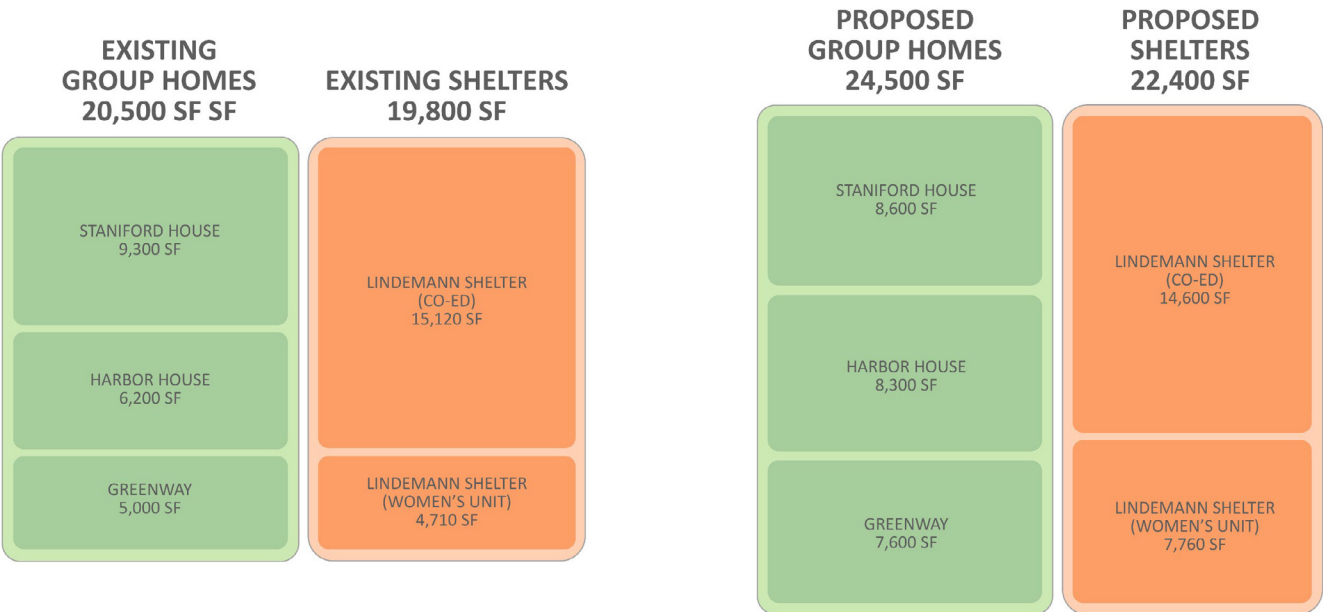 EXISTING
GROUP HOMES
20,500 SF SF
STANIFORD HOUSE
9,300 SF
HARBOR HOUSE
6,200 SF
GREENWAY
5,000 SF
EXISTING SHELTERS
19,800 SF
LINDEMANN SHELTER
(CO-ED)
15,120 SF
LINDEMANN SHELTER
(WOMEN’S UNIT)
4,710 SF
PROPOSED
GROUP HOMES
24,500 SF
STANIFORD HOUSE
8,600 SF
HARBOR HOUSE
8,300 SF
GREENWAY
7,600 SF
PROPOSED
SHELTERS
22,400 SF
LINDEMANN SHELTER
(CO-ED)
14,600 SF
LINDEMANN SHELTER
(WOMEN’S UNIT)
7,760 SF